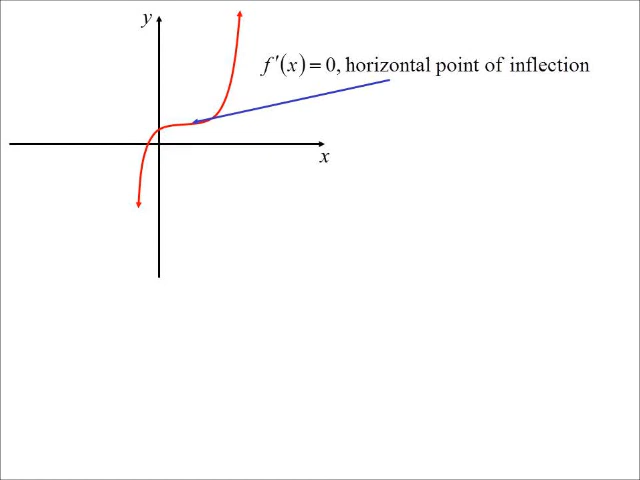 y
f′(x) = 0, horizontal point of inflection
x